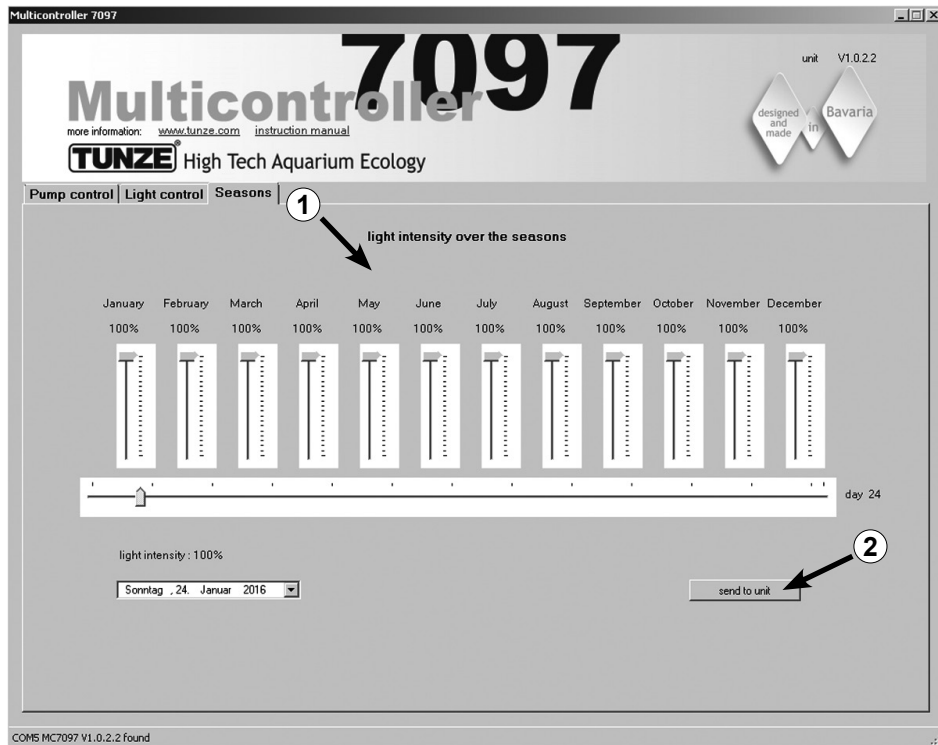 Multicontroller 7097
7097
unit V1.0.2.2
Multicontroller
more information: www.tunze.com instruction manual
designed and made in Bavaria
TUNZE® High Tech Aquarium Ecology
Pump control Light control Seasons
1
light intensity over the seasons
January February March April May June July August September October November December
100% 100% 100% 100% 100% 100% 100% 100% 100% 100% 100% 100%
day 24
2
light intensity : 100%
Sonntag , 24. Januar 2016
send to unit
COM5 MC7097 V1.0.2.2 found